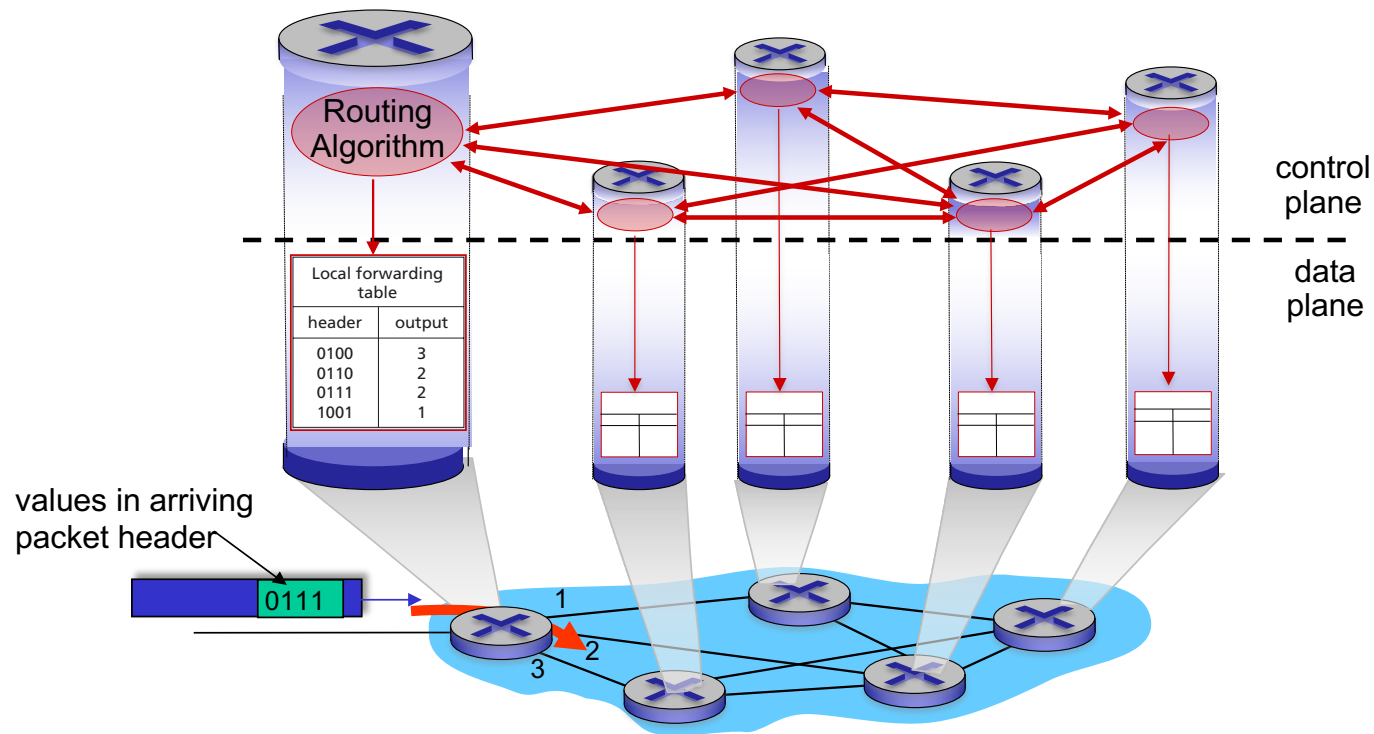 Routing
Algorithm
control
plane
data
plane
Local forwarding
table
header output
0100 3
0110 2
0111 2
1001 1
values in arriving
packet header
0111
1
2
3